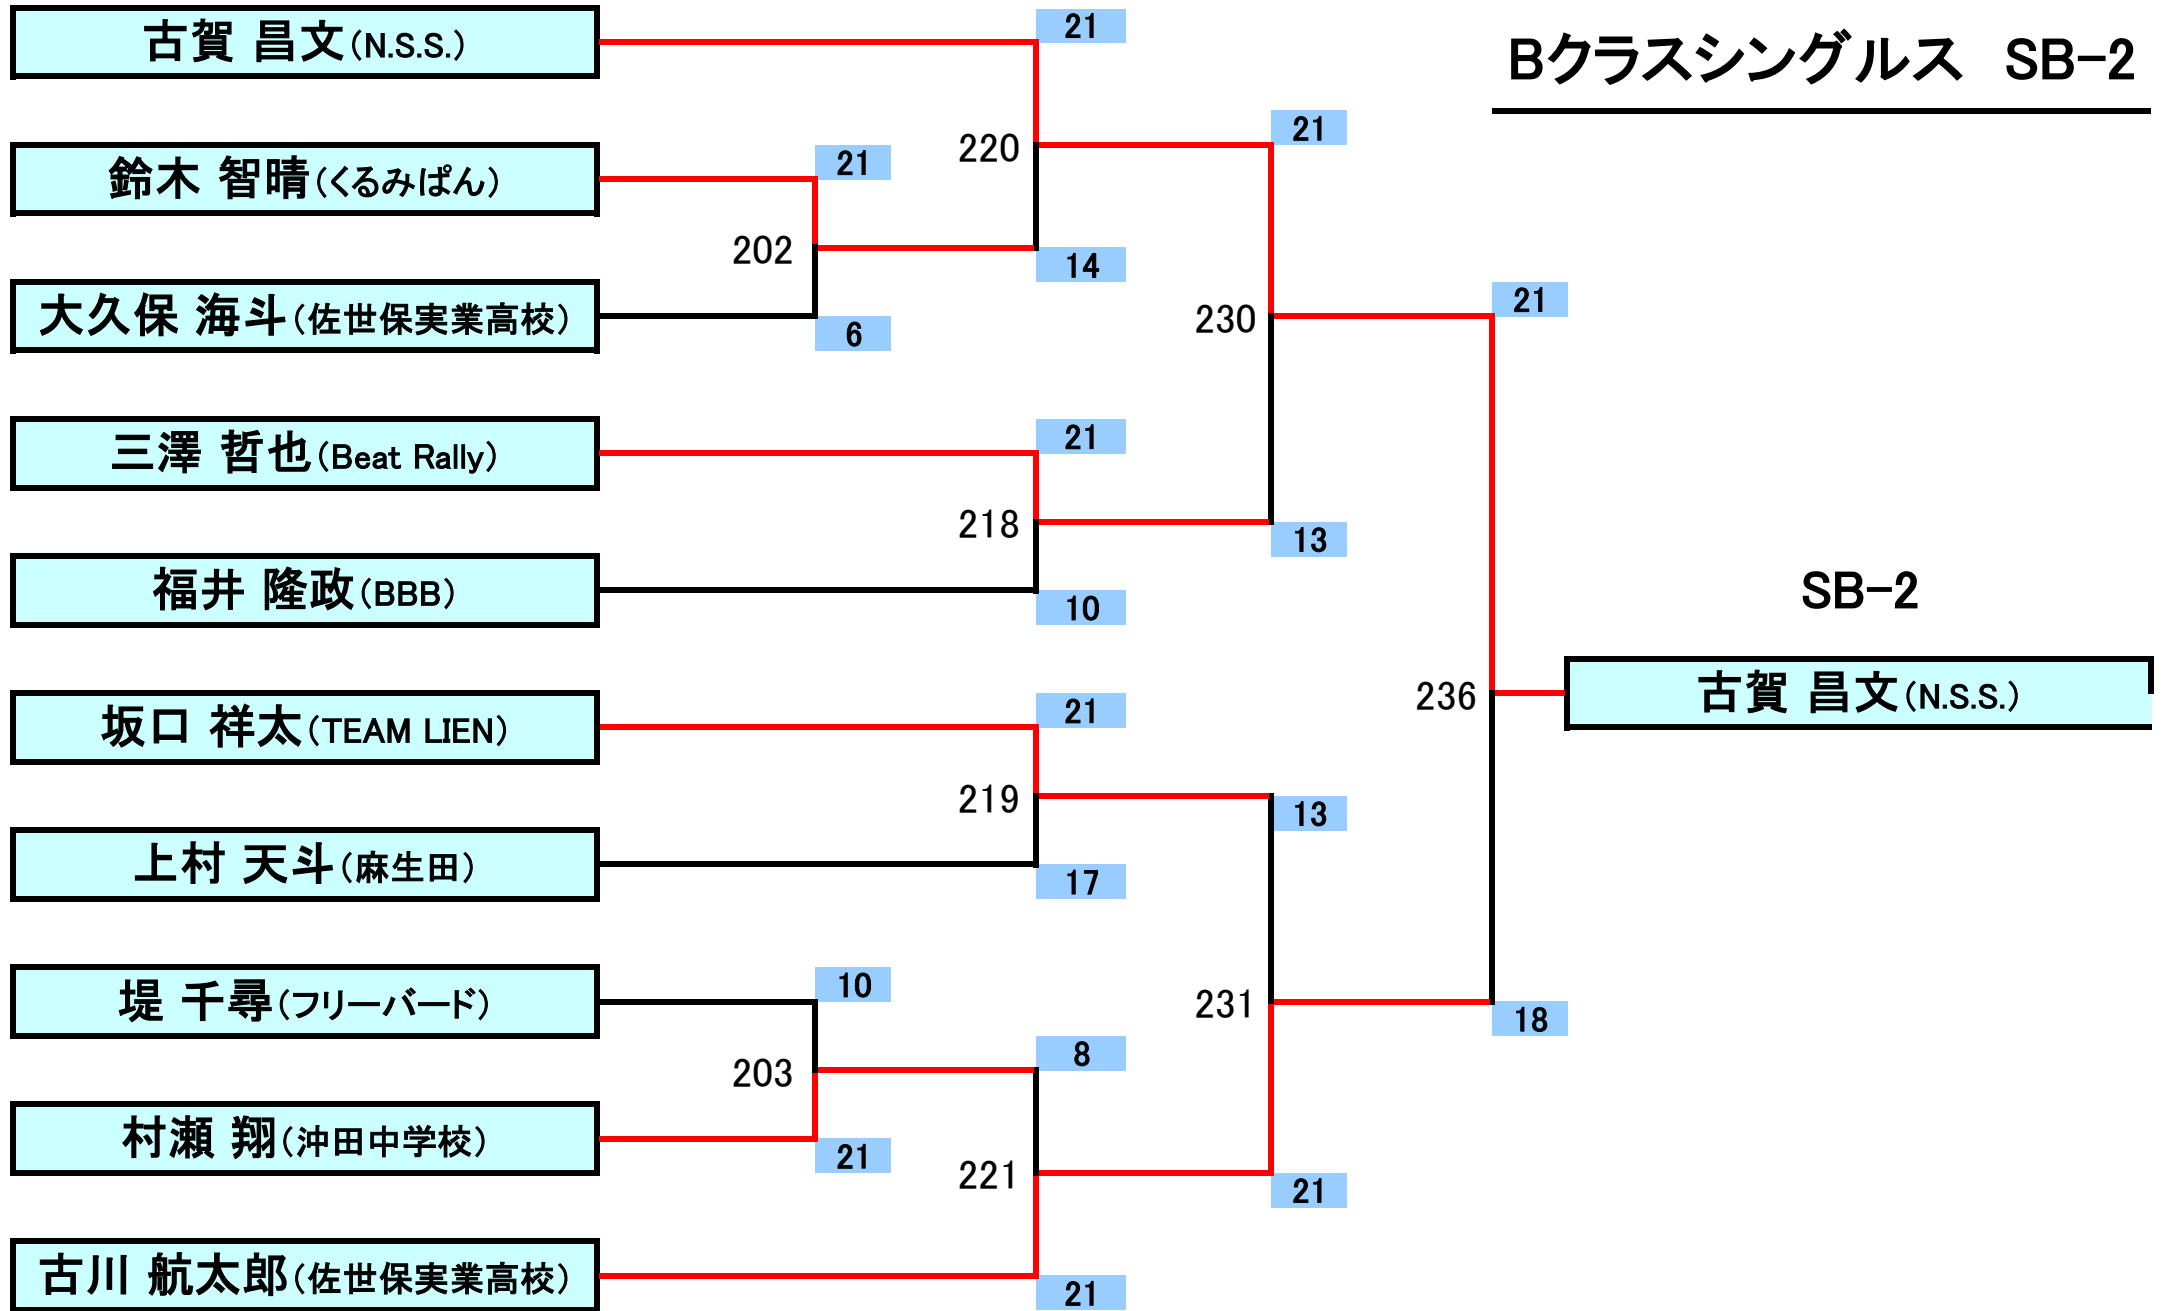 古賀 昌文(N.S.S.)
21
Bクラスシングルス SB-2
鈴木 智晴(くるみぱん)
21
220
21
202
14
大久保 海斗(佐世保実業高校)
6
230
21
三澤 哲也(Beat Rally)
21
218
13
福井 隆政(BBB)
10
SB-2
坂口 祥太(TEAM LIEN)
21
236
古賀 昌文(N.S.S.)
219
13
上村 天斗(麻生田)
17
堤 千尋(フリーバード)
10
231
18
203
8
村瀬 翔(沖田中学校)
21
221
21
古川 航太郎(佐世保実業高校)
21